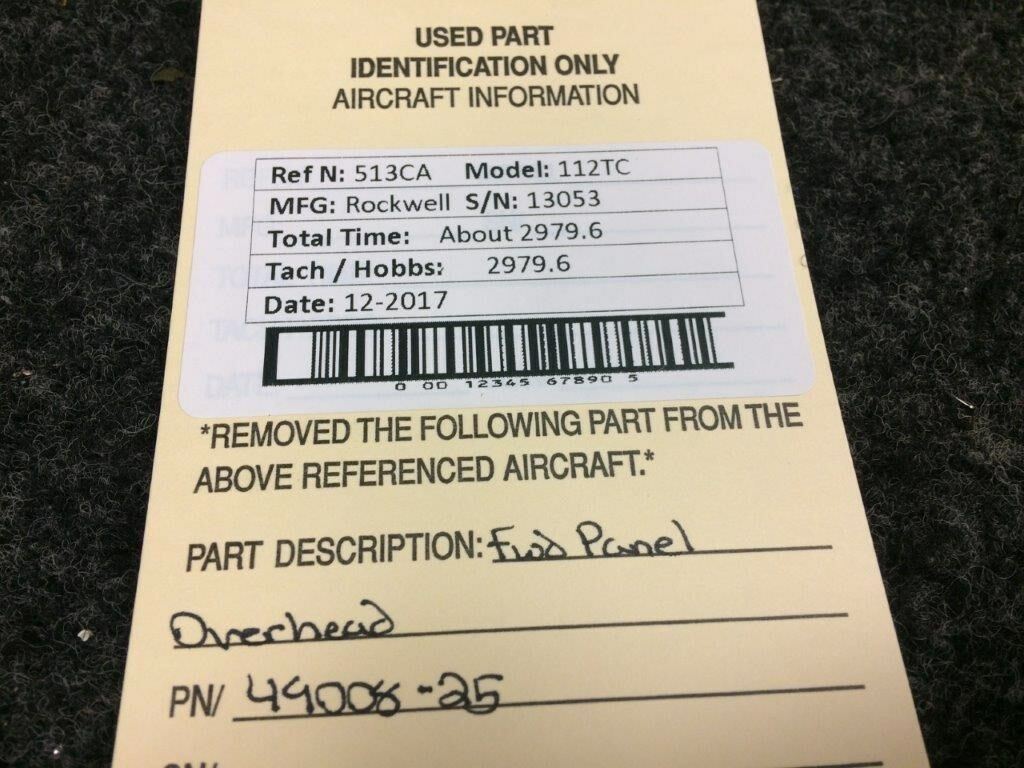 USED PART
IDENTIFICATION ONLY
AIRCRAFT INFORMATION
Ref N: 513CA Model: 112TC
MFG: Rockwell S/N: 13053
Total Time: About 2979.6
Tach / Hobbs: 2979.6
Date: 12-2017
0 00 12345 67890 5
*REMOVED THE FOLLOWING PART FROM THE
ABOVE REFERENCED AIRCRAFT.*
PART DESCRIPTION: Fwd Panel
Overhead
PN/ 44008-25